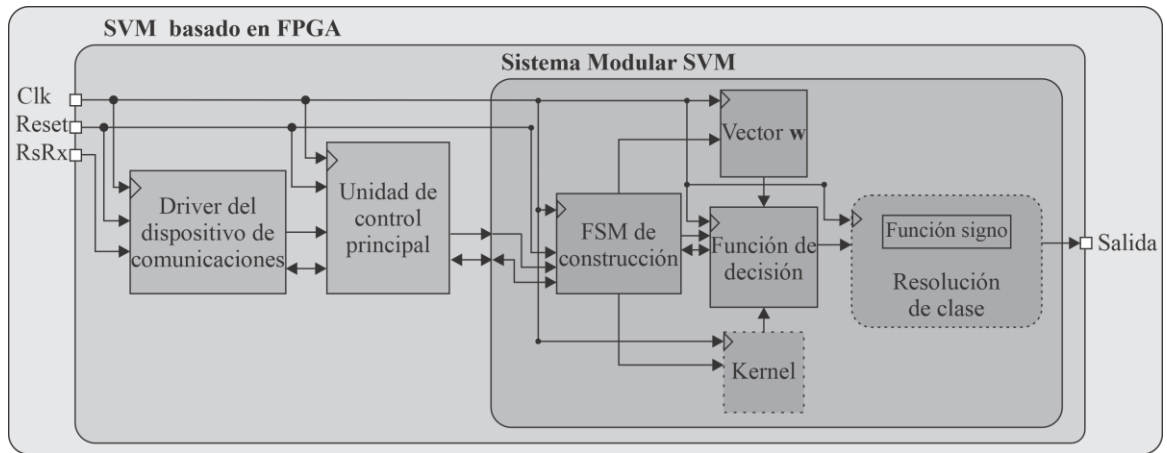 SVM basado en FPGA
Sistema Modular SVM
Clk
Reset
RsRx
Driver del
dispositivo de
comunicaciones
Unidad de
control
principal
FSM de
construcción
Vector w
Función de
decisión
Kernel
Función signo
Resolución
de clase
Salida